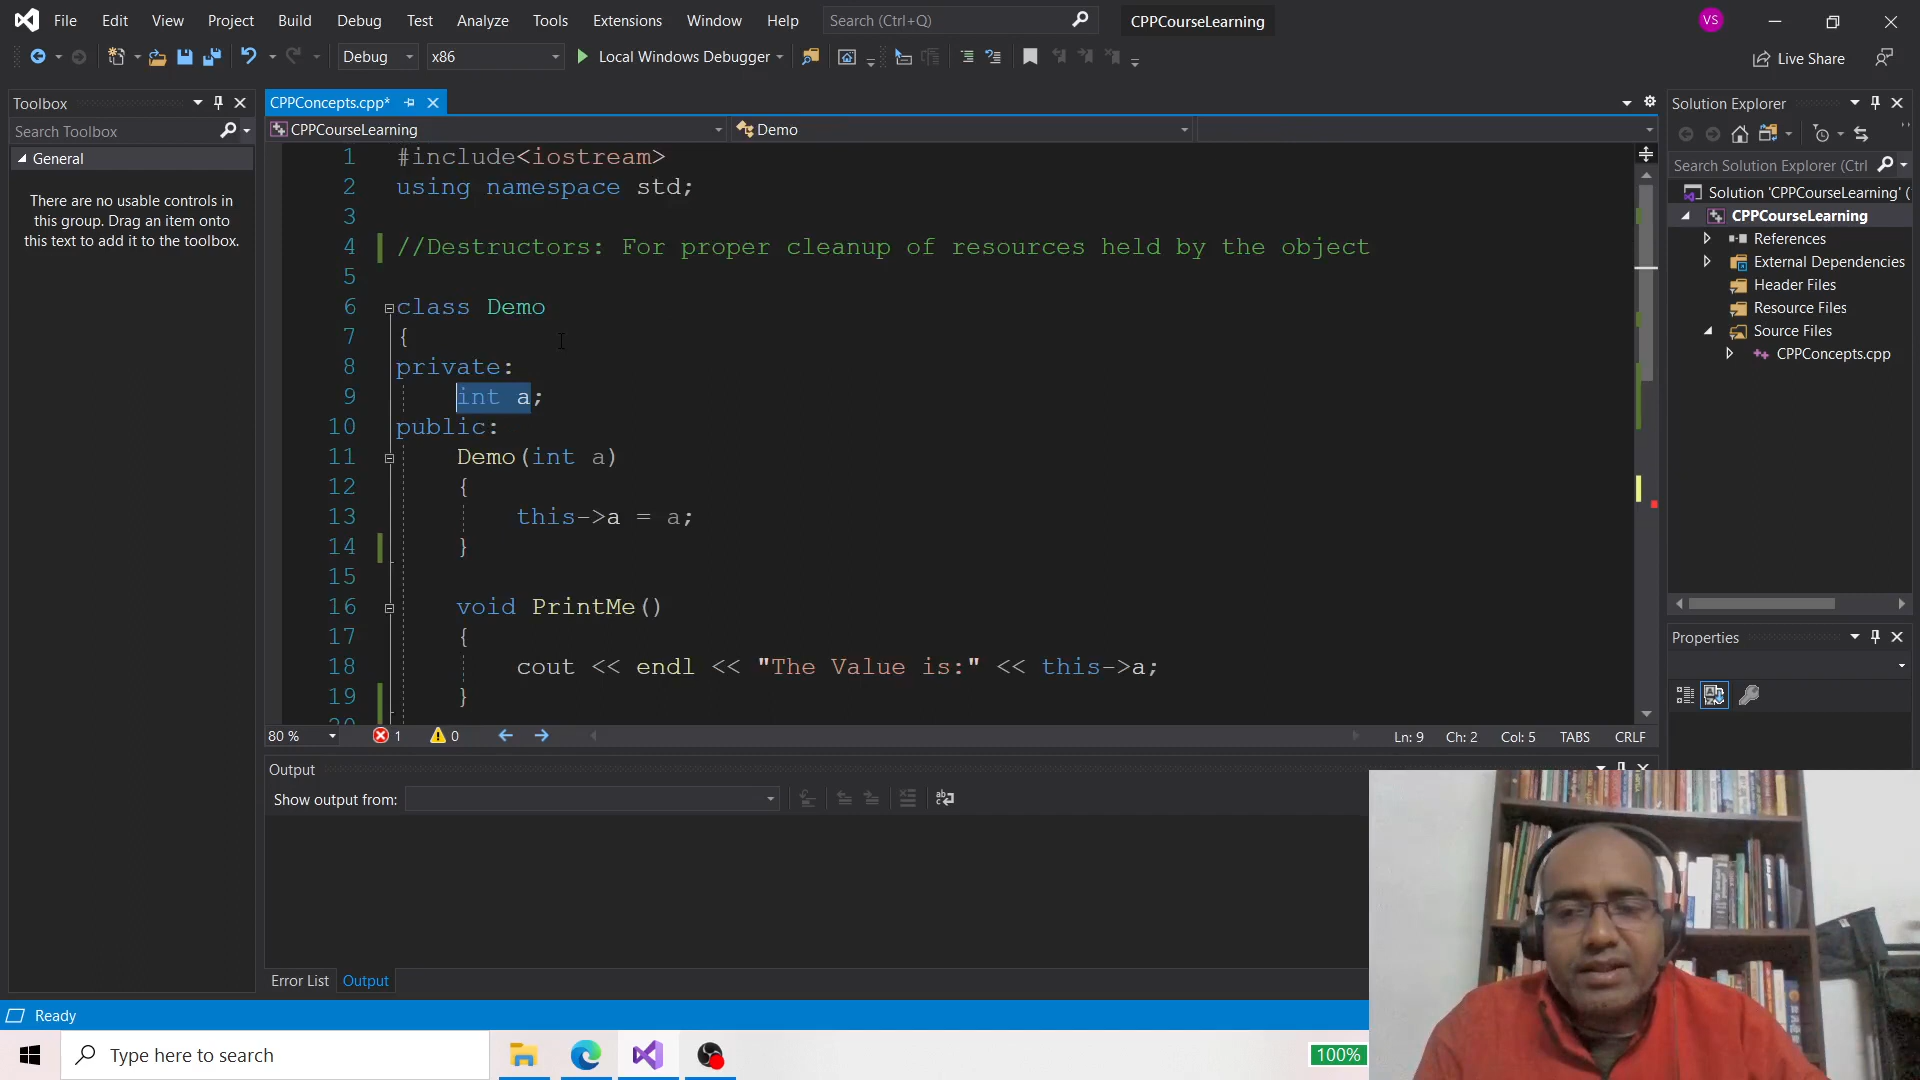 File Edit View Project Build Debug Test Analyze Tools Extensions Window Help Search (Ctrl+Q) CPPCourseLearning VS
Debug x86 Local Windows Debugger Live Share
Toolbox
Search Toolbox
General
There are no usable controls in
this group. Drag an item onto
this text to add it to the toolbox.
CPPConcepts.cpp*
CPPCourseLearning Demo
1 #include<iostream>
2 using namespace std;
3
4 //Destructors: For proper cleanup of resources held by the object
5
6 class Demo
7 {
8 private:
9 int a;
10 public:
11 Demo(int a)
12 {
13 this->a = a;
14 }
15
16 void PrintMe()
17 {
18 cout << endl << "The Value is:" << this->a;
19 }
20
80 % 1 0 Ln: 9 Ch: 2 Col: 5 TABS CRLF
Output
Show output from:
Error List Output
Solution Explorer
Search Solution Explorer (Ctrl
Solution 'CPPCourseLearning' (
CPPCourseLearning
References
External Dependencies
Header Files
Resource Files
Source Files
CPPConcepts.cpp
Properties
Ready
Type here to search
100%